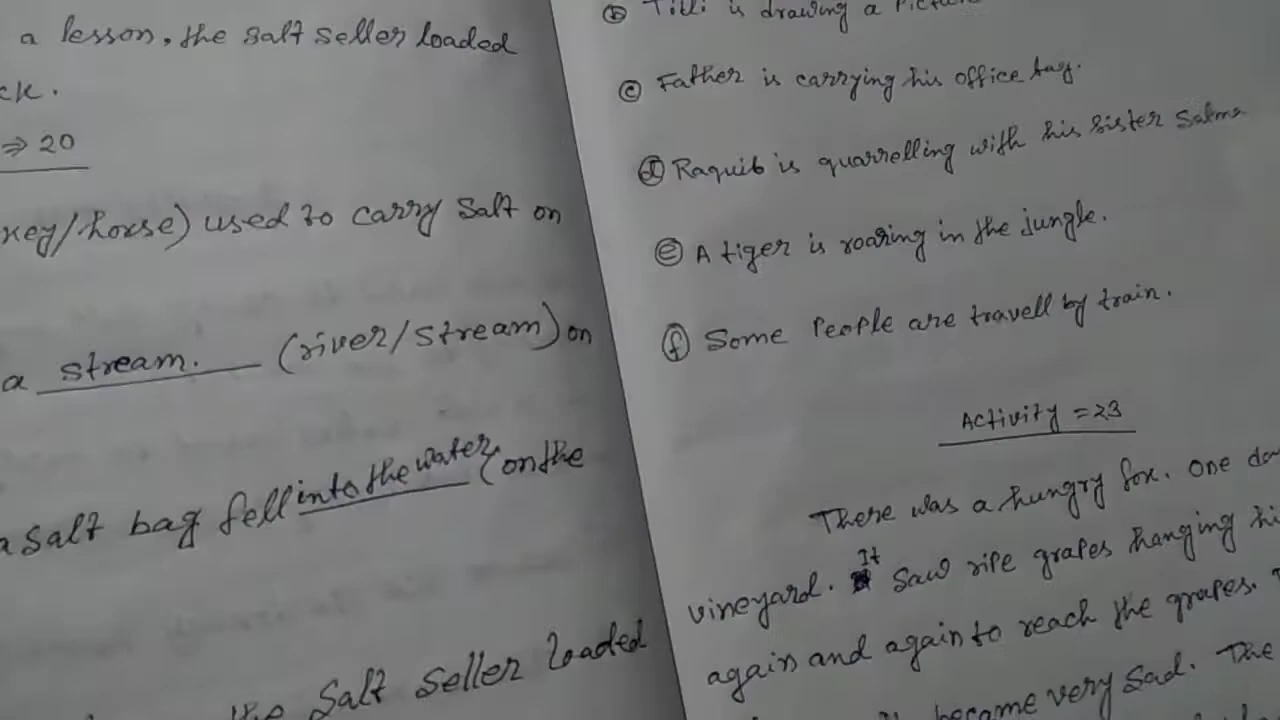 a lesson, the salt seller loaded
ck.
⇒ 20
key/horse) used to carry salt on
a stream. (river/stream) on
a salt bag fell into the water (on the
the salt seller loaded
ⓑ Tilli is drawing a Picture
ⓒ Father is carrying his office bag.
ⓓ Raquib is quarrelling with his sister Salma
ⓔ A tiger is roaring in the jungle.
ⓕ Some People are travell by train.
Activity = 23
There was a hungry fox. One da
vineyard. It saw ripe grapes hanging hi
again and again to reach the grapes.
became very sad. The